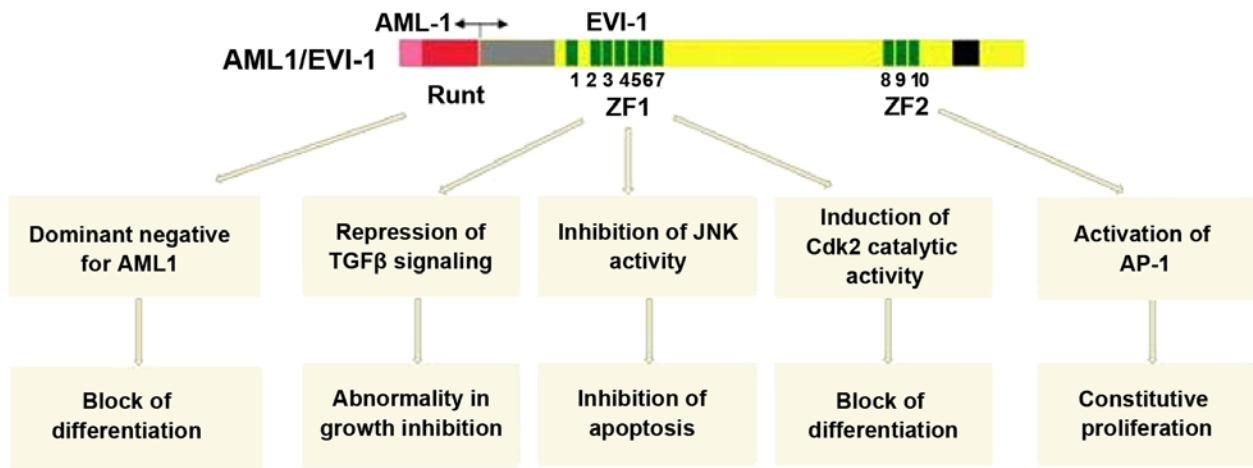 AML-1
EVI-1
AML1/EVI-1
1 2 3 4567
8 9 10
Runt
ZF1
ZF2
Dominant negative
for AML1
Repression of
TGFβ signaling
Inhibition of JNK
activity
Induction of
Cdk2 catalytic
activity
Activation of
AP-1
Block of
differentiation
Abnormality in
growth inhibition
Inhibition of
apoptosis
Block of
differentiation
Constitutive
proliferation